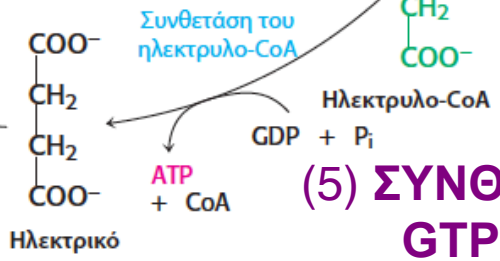 Συνθετάση του
ηλεκτρυλο-CoA
CH₂
COO⁻
Ηλεκτρυλο-CoA
COO⁻
CH₂
CH₂
COO⁻
Ηλεκτρικό
GDP + Pᵢ
ATP
+ CoA
(5) ΣΥΝΘ
GTP